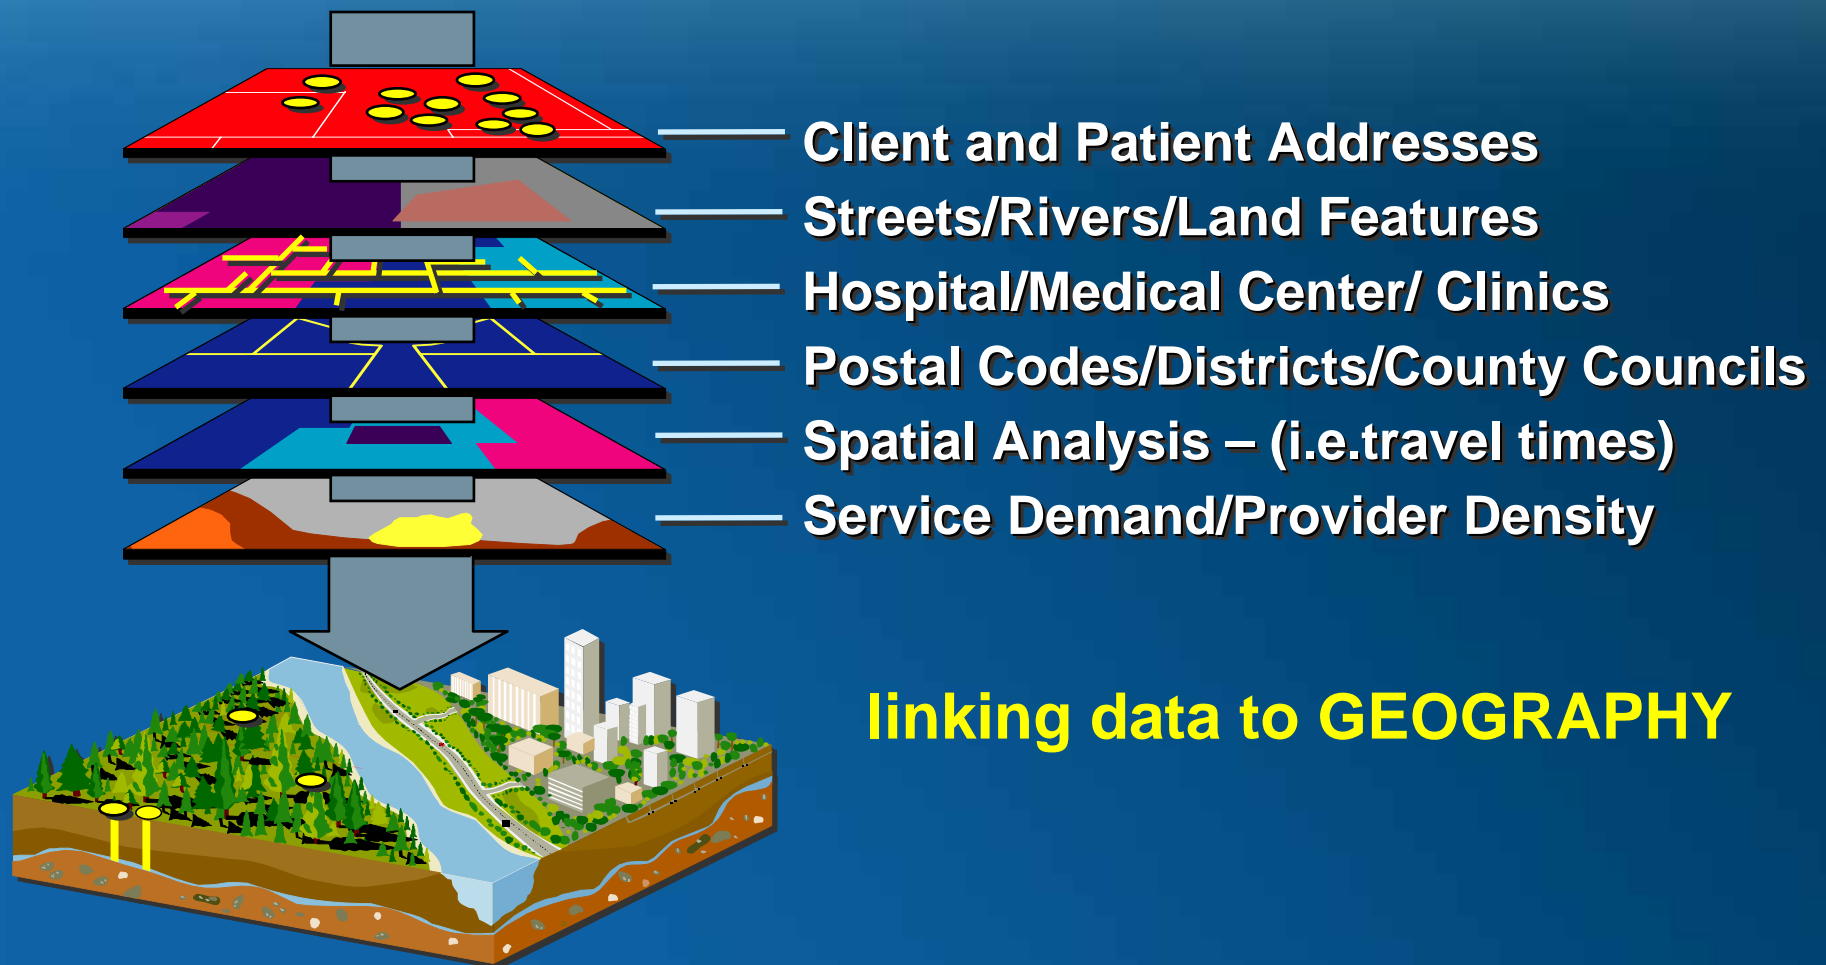 Client and Patient Addresses
Streets/Rivers/Land Features
Hospital/Medical Center/ Clinics
Postal Codes/Districts/County Councils
Spatial Analysis – (i.e.travel times)
Service Demand/Provider Density
linking data to GEOGRAPHY